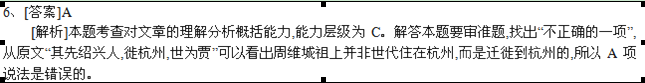 6、[答案]A
[解析]本题考查对文章的理解分析概括能力,能力层级为 C。解答本题要审准题,找出“不正确的一项”,
从原文“其先绍兴人,徙杭州,世为贾”可以看出周维城祖上并非世代住在杭州,而是迁徙到杭州的,所以 A 项
说法是错误的。